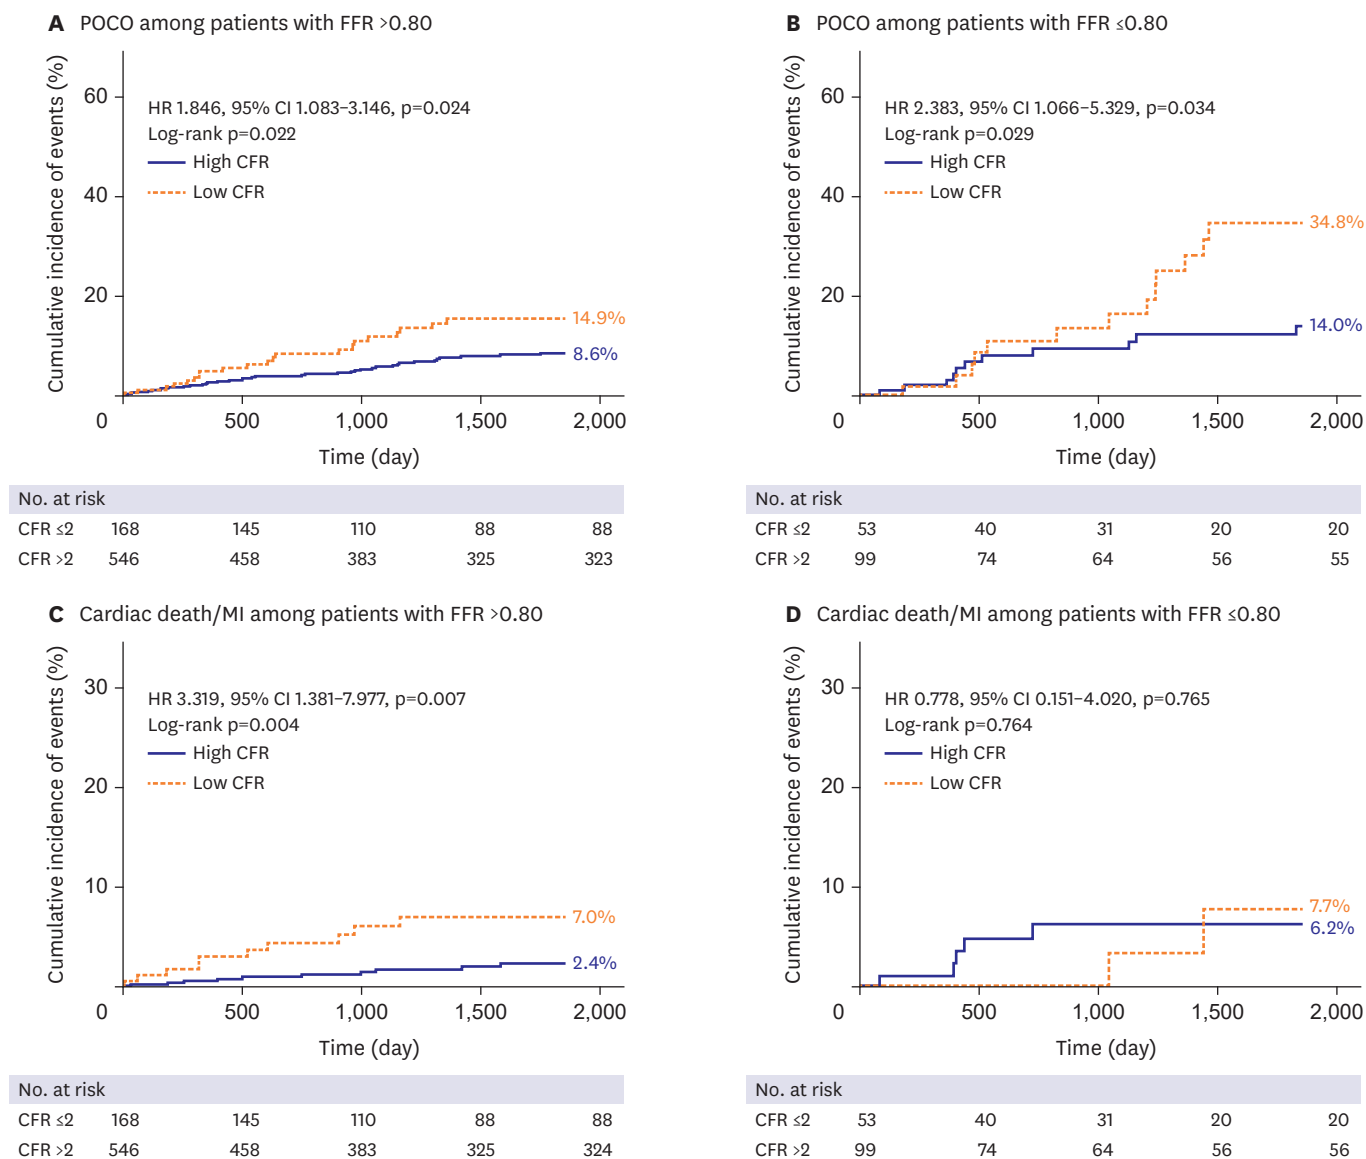 A POCO among patients with FFR >0.80
Cumulative incidence of events (%)
60
40
20
HR 1.846, 95% CI 1.083–3.146, p=0.024
Log-rank p=0.022
High CFR
Low CFR
14.9%
8.6%
0 500 1,000 1,500 2,000
Time (day)
No. at risk
CFR ≤2 168 145 110 88 88
CFR >2 546 458 383 325 323
B POCO among patients with FFR ≤0.80
Cumulative incidence of events (%)
60
40
20
HR 2.383, 95% CI 1.066–5.329, p=0.034
Log-rank p=0.029
High CFR
Low CFR
34.8%
14.0%
0 500 1,000 1,500 2,000
Time (day)
No. at risk
CFR ≤2 53 40 31 20 20
CFR >2 99 74 64 56 55
C Cardiac death/MI among patients with FFR >0.80
Cumulative incidence of events (%)
30
20
10
HR 3.319, 95% CI 1.381–7.977, p=0.007
Log-rank p=0.004
High CFR
Low CFR
7.0%
2.4%
0 500 1,000 1,500 2,000
Time (day)
No. at risk
CFR ≤2 168 145 110 88 88
CFR >2 546 458 383 325 324
D Cardiac death/MI among patients with FFR ≤0.80
Cumulative incidence of events (%)
30
20
10
HR 0.778, 95% CI 0.151–4.020, p=0.765
Log-rank p=0.764
High CFR
Low CFR
7.7%
6.2%
0 500 1,000 1,500 2,000
Time (day)
No. at risk
CFR ≤2 53 40 31 20 20
CFR >2 99 74 64 56 56